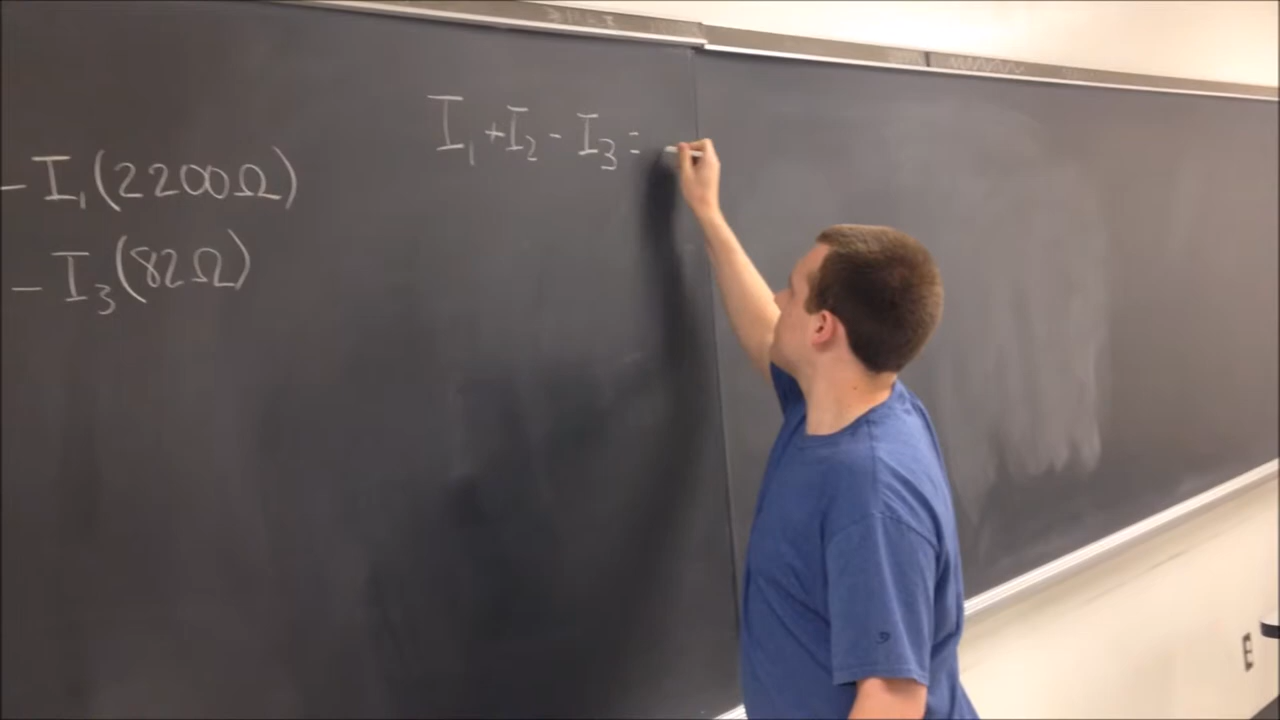 I₁ + I₂ - I₃ =
- I₁(2200Ω)
- I₃(82Ω)